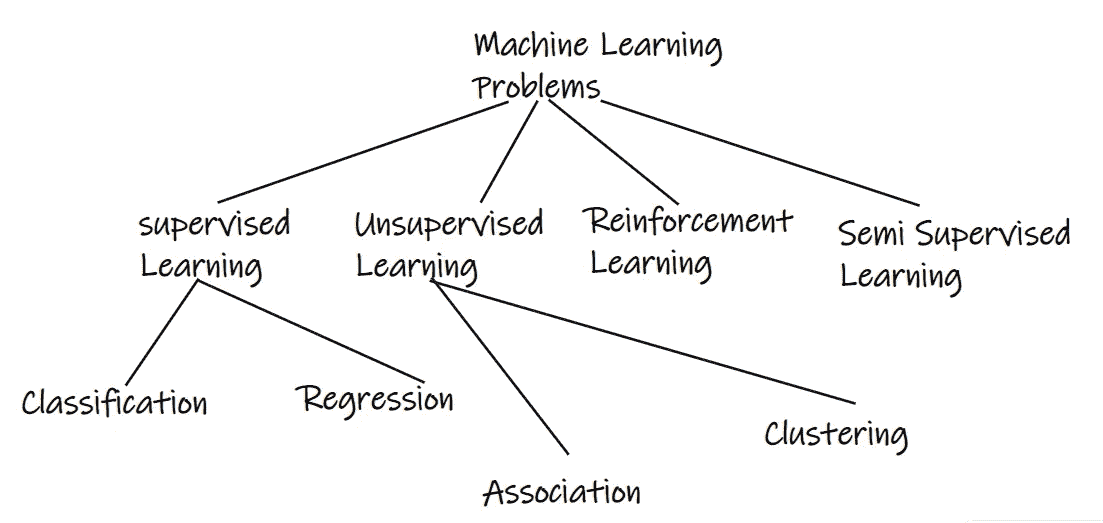 Machine Learning
Problems
supervised
Learning
Unsupervised
Learning
Reinforcement
Learning
Semi Supervised
Learning
Classification
Regression
Clustering
Association